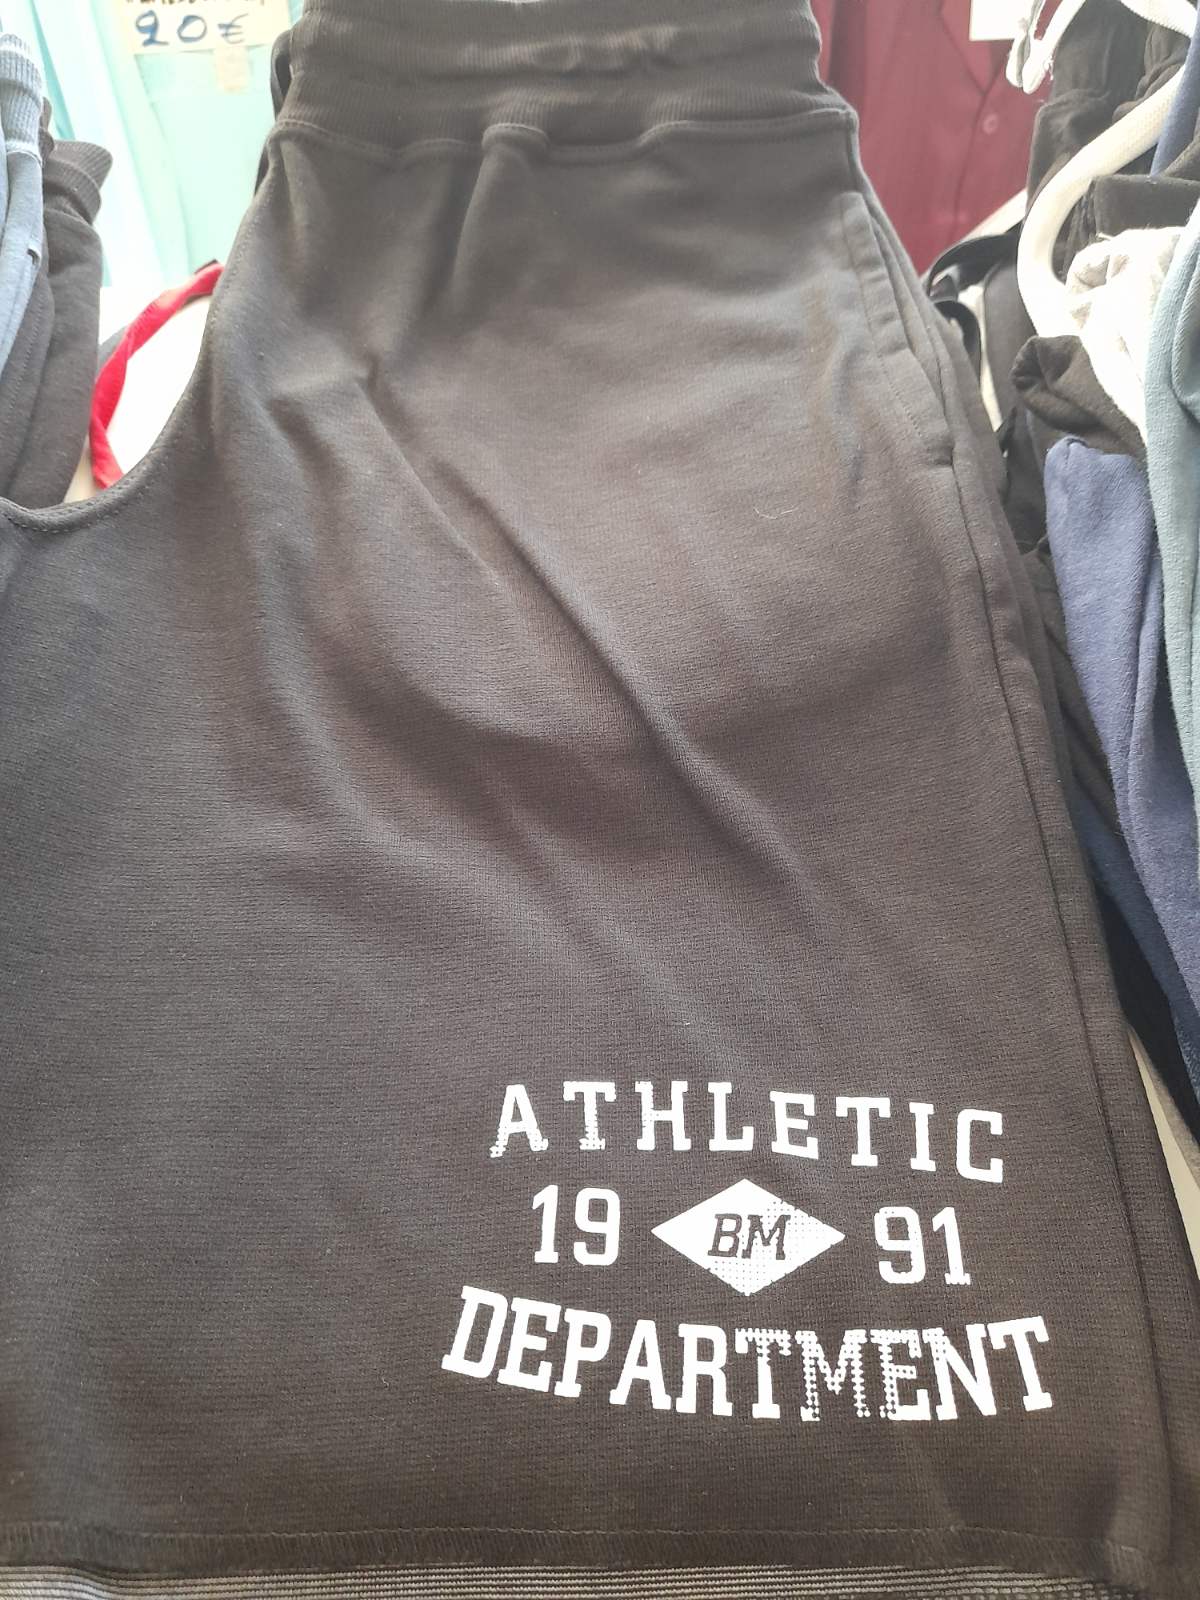 20€
ATHLETIC
19 BM 91
DEPARTMENT